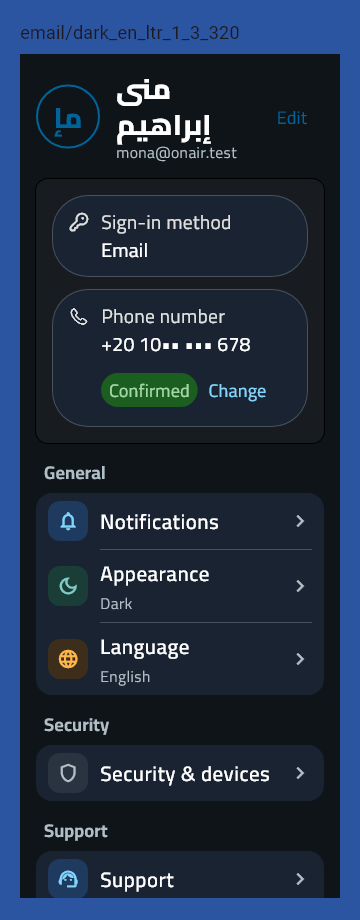 email/dark_en_ltr_1_3_320
مإ
منى
إبراهيم
Edit
mona@onair.test
Sign-in method
Email
Phone number
+20 10▪▪ ▪▪▪ 678
Confirmed
Change
General
Notifications
Appearance
Dark
Language
English
Security
Security & devices
Support
Support